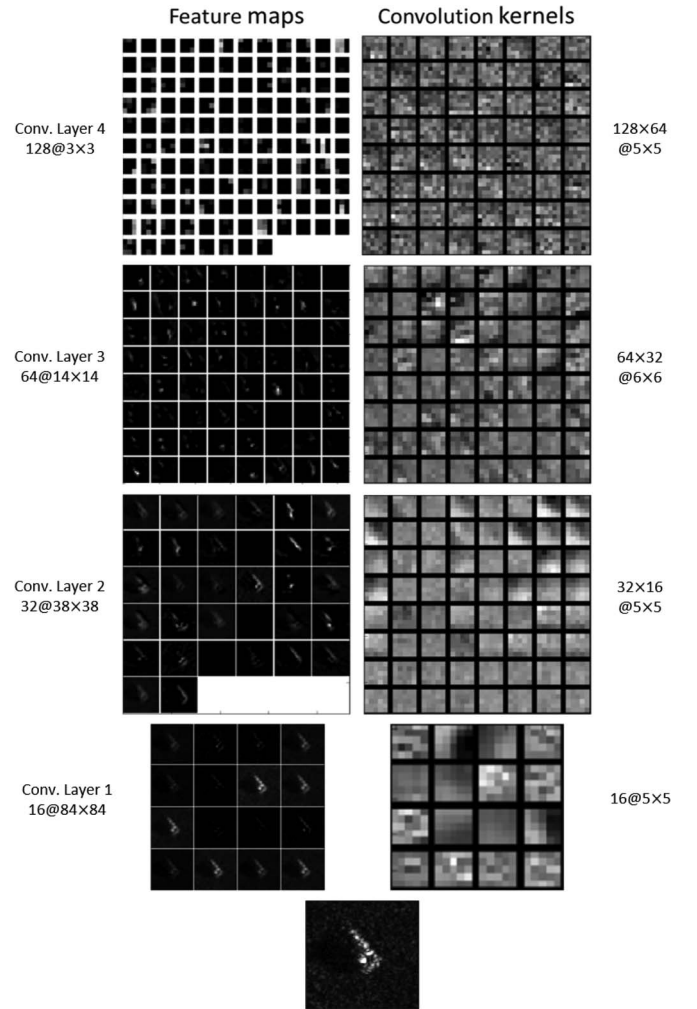 Feature maps
Convolution kernels
Conv. Layer 4
128@3×3
128×64
@5×5
Conv. Layer 3
64@14×14
64×32
@6×6
Conv. Layer 2
32@38×38
32×16
@5×5
Conv. Layer 1
16@84×84
16@5×5